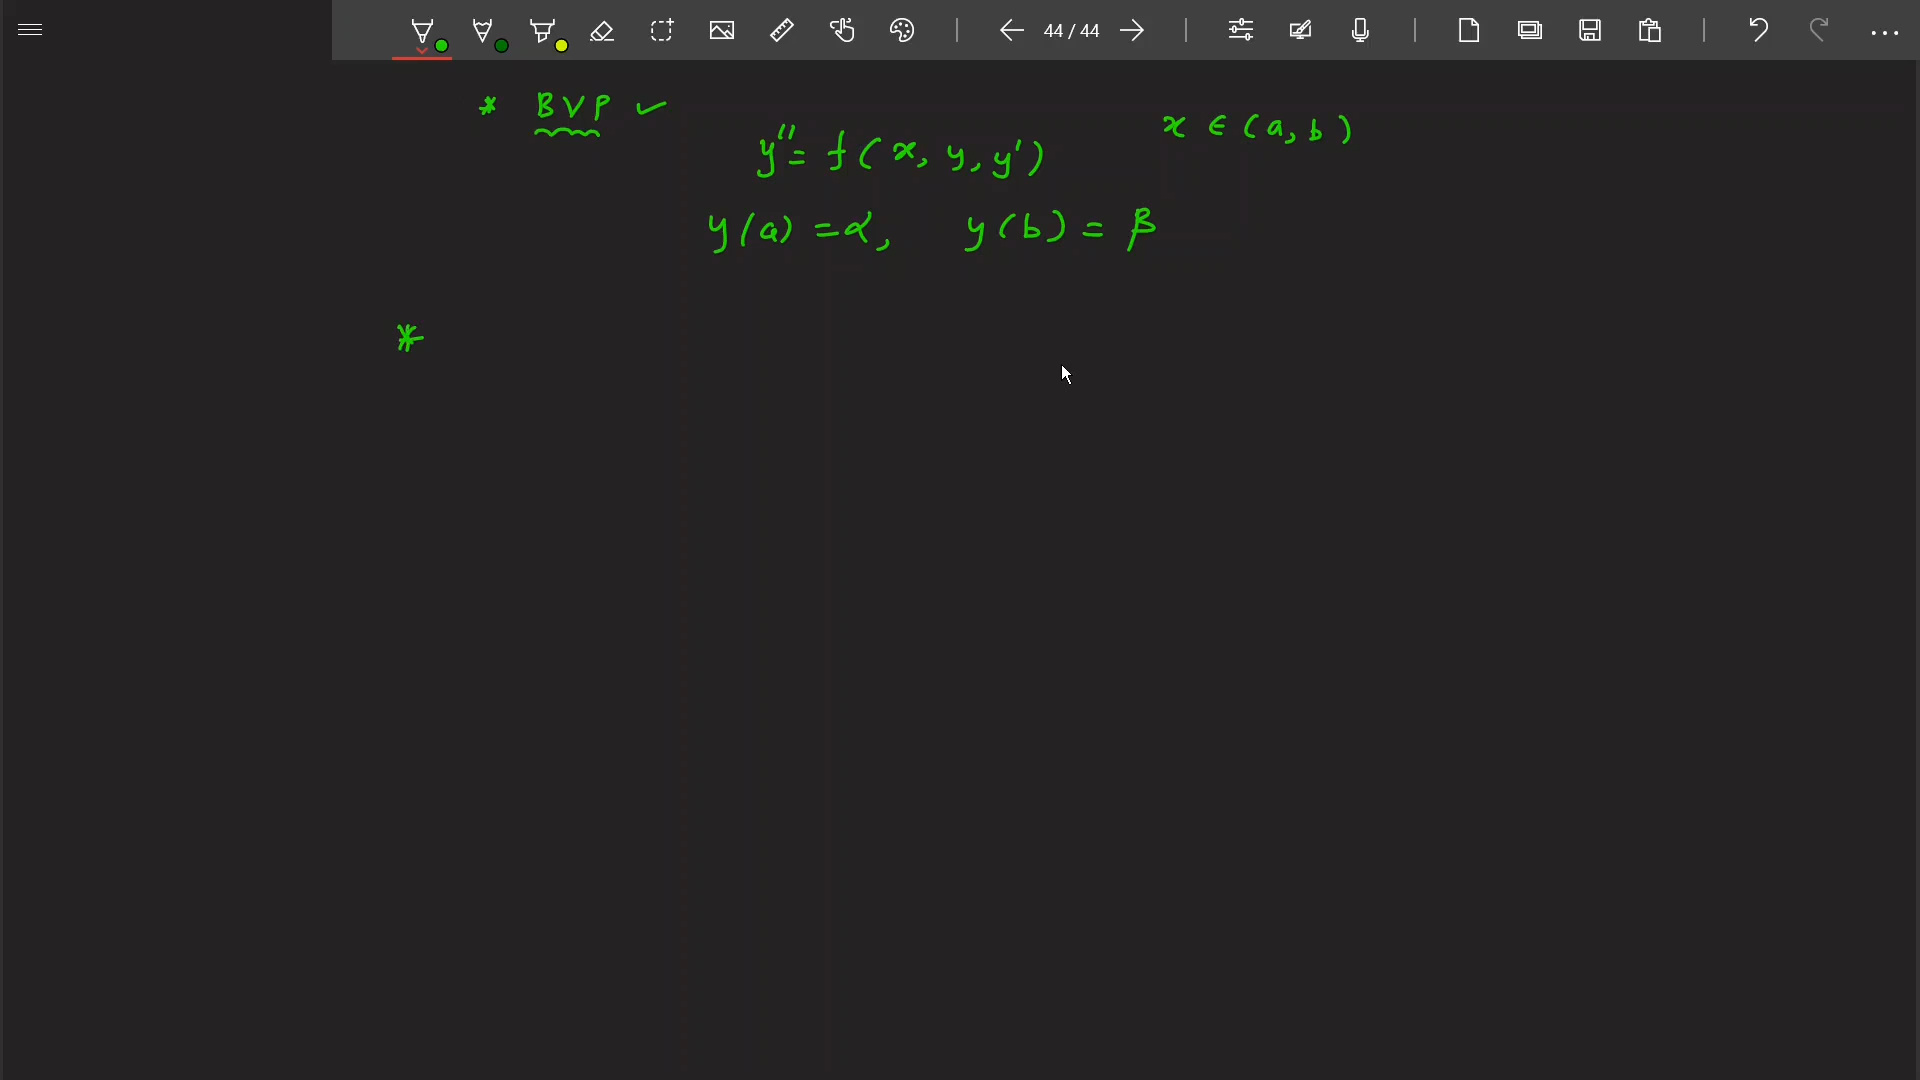 44 / 44
* BVP ✓
y'' = f(x, y, y')    x ∈ (a, b)
y(a) = α,    y(b) = β
*